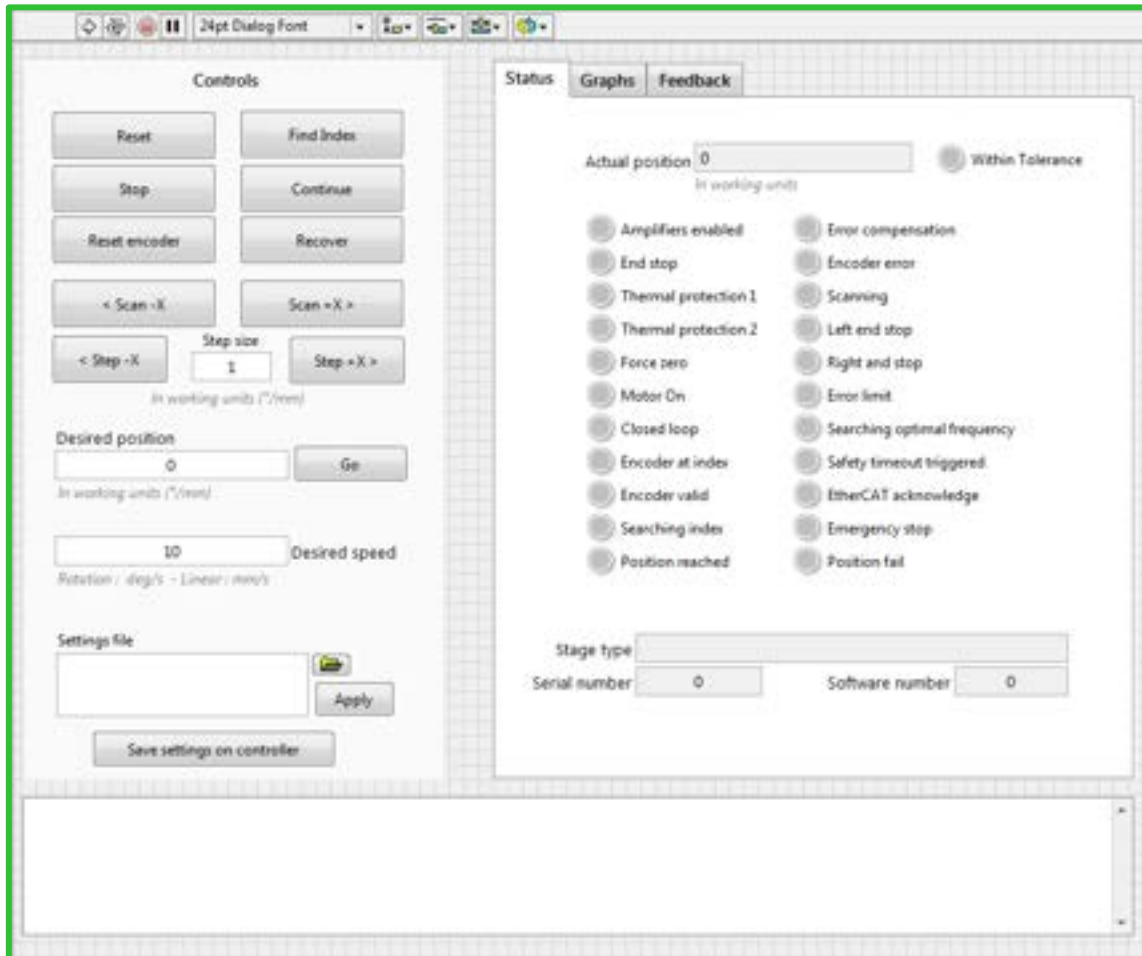 24pt Dialog Font
Controls
Reset
Find Index
Stop
Continue
Reset encoder
Recover
< Scan -X
Scan +X >
Step size
< Step -X
1
Step +X >
In working units (°/mm)
Desired position
0
Go
In working units (°/mm)
10
Desired speed
Rotation : deg/s - Linear : mm/s
Settings file
Apply
Save settings on controller
Status
Graphs
Feedback
Actual position
0
Within Tolerance
In working units
Amplifiers enabled
Error compensation
End stop
Encoder error
Thermal protection 1
Scanning
Thermal protection 2
Left end stop
Force zero
Right and stop
Motor On
Error limit
Closed loop
Searching optimal frequency
Encoder at index
Safety timeout triggered
Encoder valid
EtherCAT acknowledge
Searching index
Emergency stop
Position reached
Position fail
Stage type
Serial number
0
Software number
0